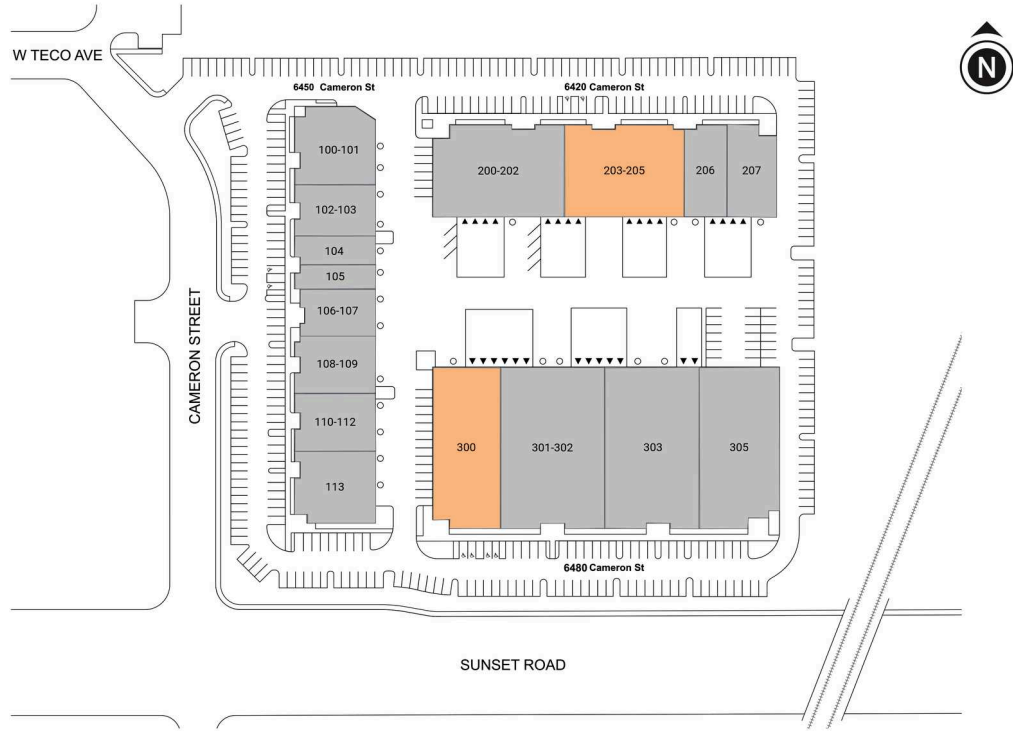 W TECO AVE
N
6450 Cameron St
6420 Cameron St
100-101
102-103
104
105
106-107
108-109
110-112
113
200-202
203-205
206
207
CAMERON STREET
300
301-302
303
305
6480 Cameron St
SUNSET ROAD